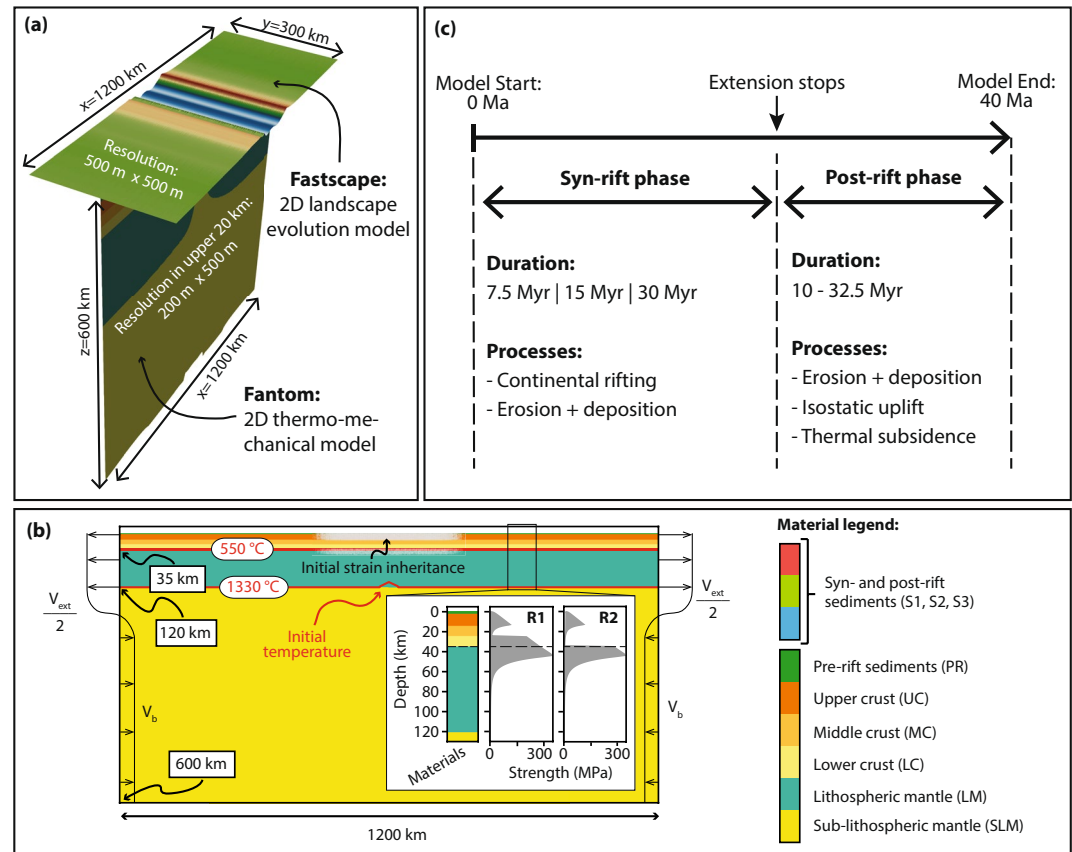 (a)
y=300 km
x=1200 km
Resolution:
500 m x 500 m
Fastscape:
2D landscape
evolution model
Resolution in upper 20 km:
200 m x 500 m
z=600 km
x=1200 km
Fantom:
2D thermo-me-
chanical model
(c)
Model Start:
0 Ma
Extension stops
Model End:
40 Ma
Syn-rift phase
Post-rift phase
Duration:
7.5 Myr | 15 Myr | 30 Myr
Processes:
- Continental rifting
- Erosion + deposition
Duration:
10 - 32.5 Myr
Processes:
- Erosion + deposition
- Isostatic uplift
- Thermal subsidence
(b)
550 °C
Initial strain inheritance
35 km
1330 °C
V ext
2
120 km
Initial
temperature
V b
600 km
1200 km
R1
R2
Depth (km)
0
20
40
60
80
100
120
Materials
0
300
0
300
Strength (MPa)
V ext
2
V b
Material legend:
Syn- and post-rift
sediments (S1, S2, S3)
Pre-rift sediments (PR)
Upper crust (UC)
Middle crust (MC)
Lower crust (LC)
Lithospheric mantle (LM)
Sub-lithospheric mantle (SLM)